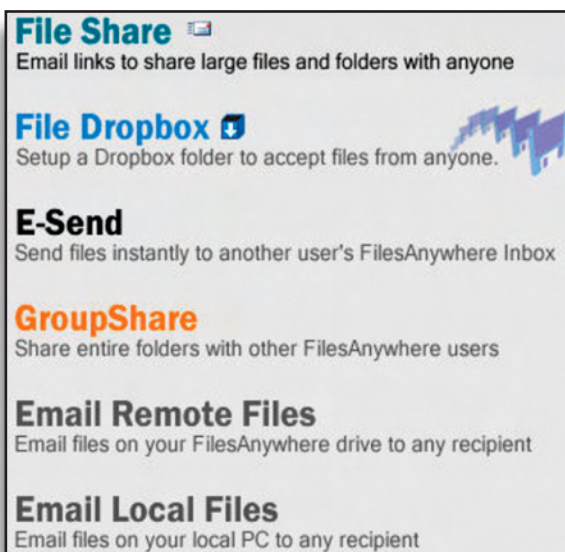 File Share
Email links to share large files and folders with anyone
File Dropbox
Setup a Dropbox folder to accept files from anyone.
E-Send
Send files instantly to another user's FilesAnywhere Inbox
GroupShare
Share entire folders with other FilesAnywhere users
Email Remote Files
Email files on your FilesAnywhere drive to any recipient
Email Local Files
Email files on your local PC to any recipient